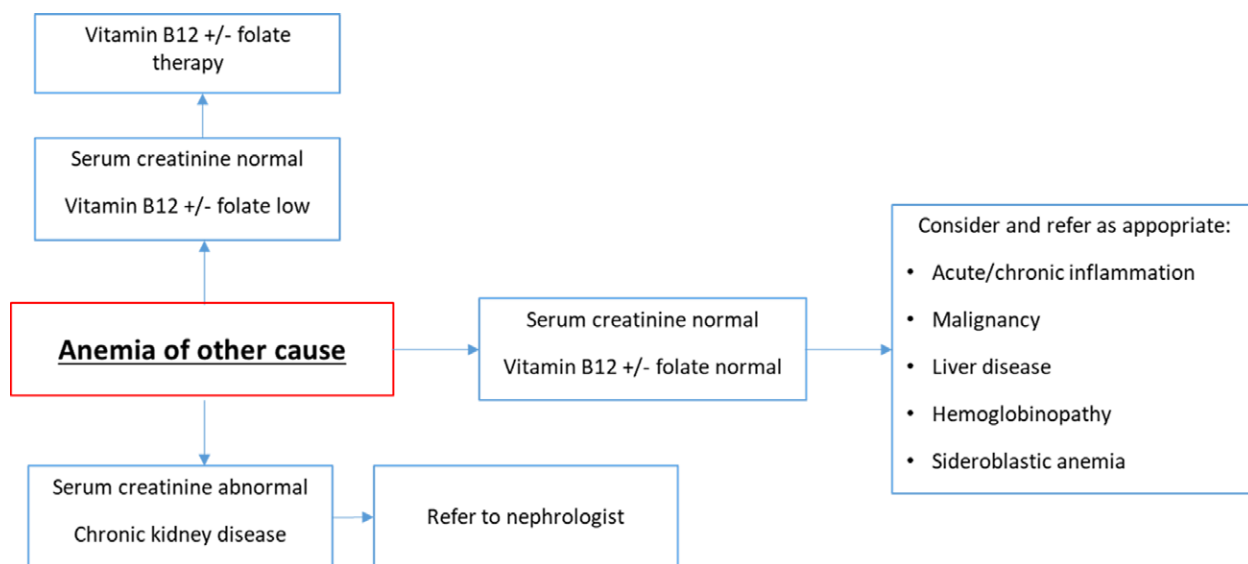 Vitamin B12 +/- folate
therapy
Serum creatinine normal
Vitamin B12 +/- folate low
Anemia of other cause
Serum creatinine normal
Vitamin B12 +/- folate normal
Consider and refer as appopriate:
• Acute/chronic inflammation
• Malignancy
• Liver disease
• Hemoglobinopathy
• Sideroblastic anemia
Serum creatinine abnormal
Chronic kidney disease
Refer to nephrologist